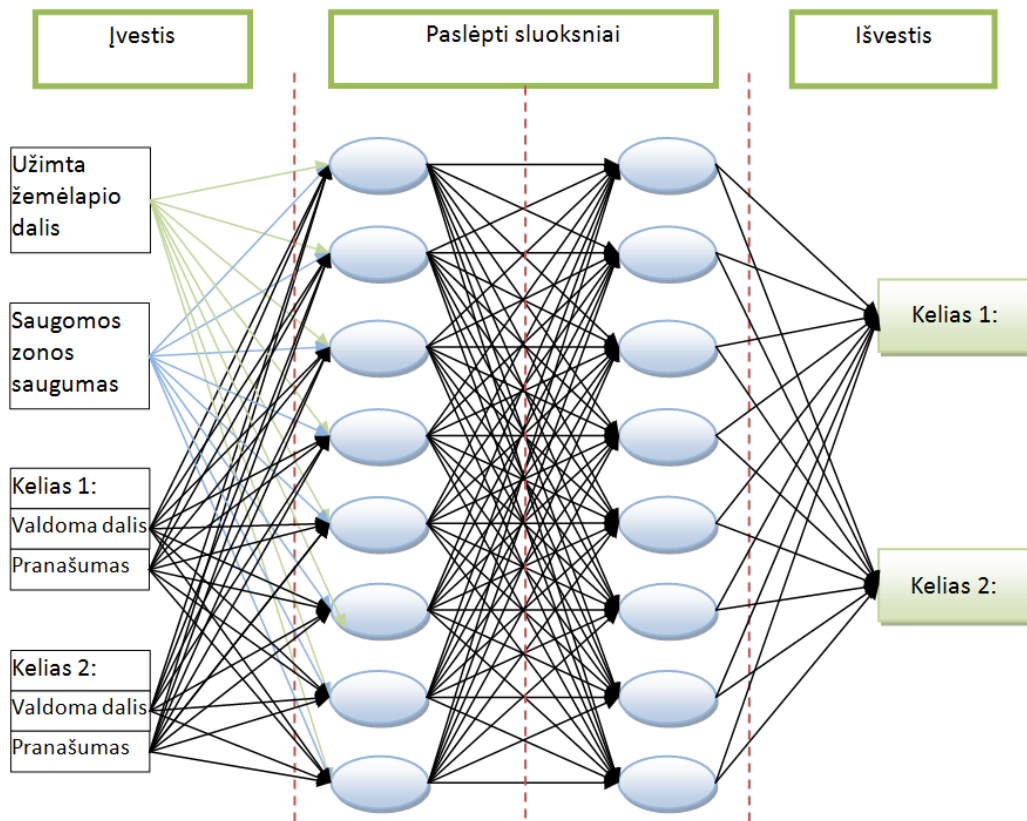 Įvestis
Paslėpti sluoksniai
Išvestis
Užimta
žemėlapio
dalis
Saugomos
zonos
saugumas
Kelias 1:
Valdoma dalis
Pranašumas
Kelias 2:
Valdoma dalis
Pranašumas
Kelias 1:
Kelias 2: